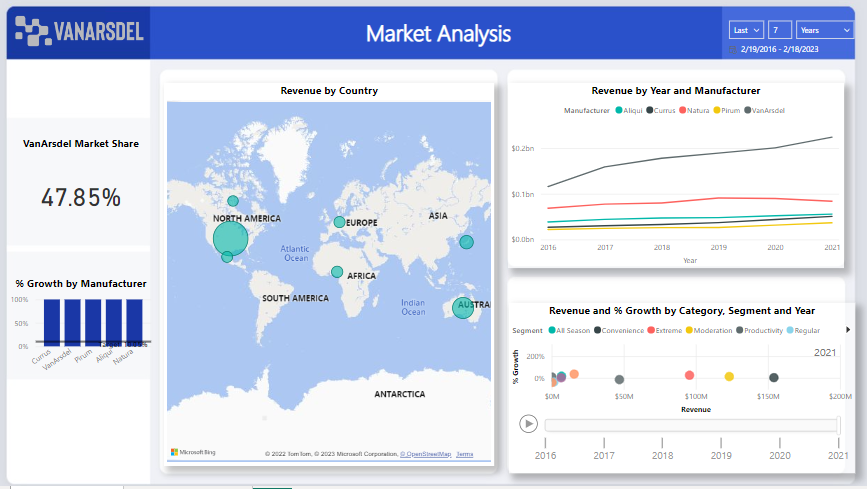 VANARSDEL
Market Analysis
Last 7 Years
2/19/2016 - 2/18/2023
VanArsdel Market Share
47.85%
% Growth by Manufacturer
100%
50%
0%
Currus
VanArsdel
Pirum
Aliqui
Natura
Revenue by Country
NORTH AMERICA
EUROPE
ASIA
Atlantic
Ocean
AFRICA
SOUTH AMERICA
Indian
Ocean
AUSTRA
ANTARCTICA
Microsoft Bing
© 2022 TomTom, © 2023 Microsoft Corporation, © OpenStreetMap Terms
Revenue by Year and Manufacturer
Manufacturer Aliqui Currus Natura Pirum VanArsdel
$0.2bn
$0.1bn
$0.0bn
2016 2017 2018 2019 2020 2021
Year
Revenue and % Growth by Category, Segment and Year
Segment All Season Convenience Extreme Moderation Productivity Regular
2021
% Growth
200%
0%
$0M $50M $100M $150M $200M
Revenue
2016 2017 2018 2019 2020 2021